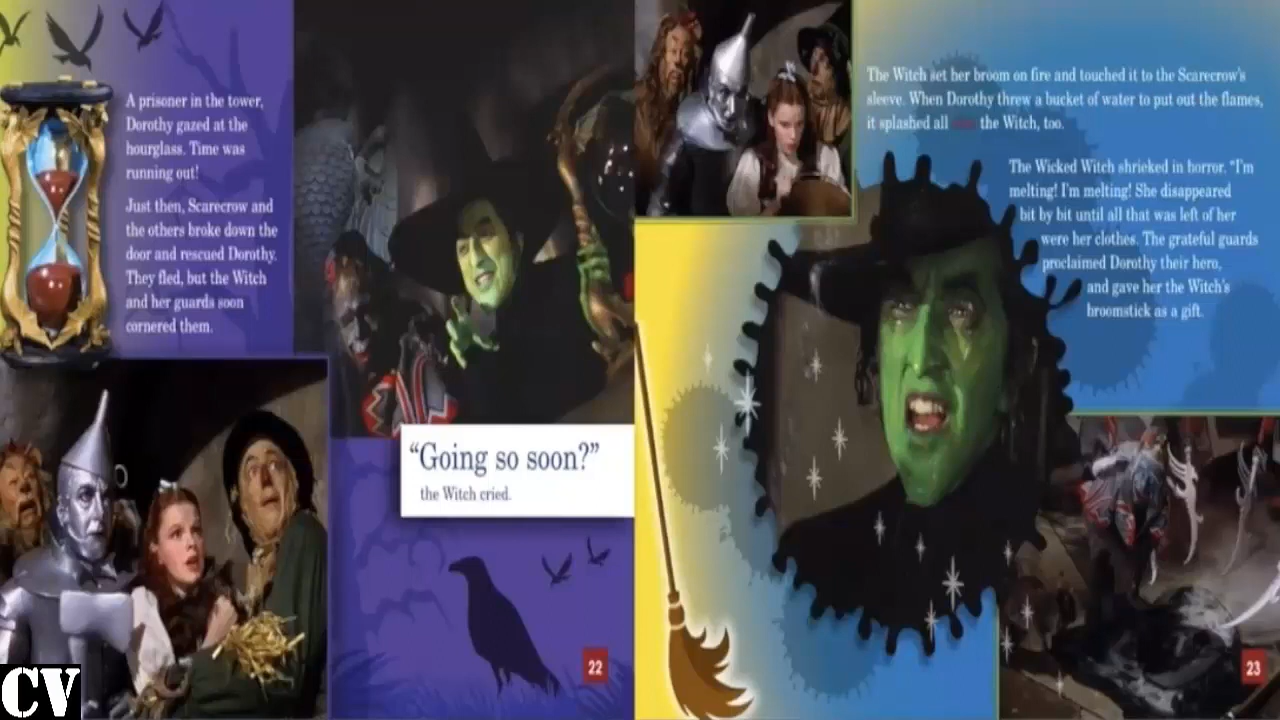 A prisoner in the tower,
Dorothy gazed at the
hourglass. Time was
running out!
Just then, Scarecrow and
the others broke down the
door and rescued Dorothy.
They fled, but the Witch
and her guards soon
cornered them.
“Going so soon?”
the Witch cried.
22
The Witch set her broom on fire and touched it to the Scarecrow's
sleeve. When Dorothy threw a bucket of water to put out the flames,
it splashed all the Witch, too.
The Wicked Witch shrieked in horror. “I'm
melting! I'm melting! She disappeared
bit by bit until all that was left of her
were her clothes. The grateful guards
proclaimed Dorothy their hero,
and gave her the Witch's
broomstick as a gift.
23
CV